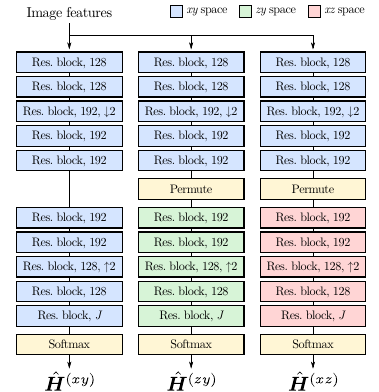 Image features
xy space
zy space
xz space
Res. block, 128
Res. block, 128
Res. block, 128
Res. block, 128
Res. block, 128
Res. block, 128
Res. block, 192, ↓2
Res. block, 192, ↓2
Res. block, 192, ↓2
Res. block, 192
Res. block, 192
Res. block, 192
Res. block, 192
Res. block, 192
Res. block, 192
Permute
Permute
Res. block, 192
Res. block, 192
Res. block, 192
Res. block, 192
Res. block, 192
Res. block, 192
Res. block, 128, ↑2
Res. block, 128, ↑2
Res. block, 128, ↑2
Res. block, 128
Res. block, 128
Res. block, 128
Res. block, J
Res. block, J
Res. block, J
Softmax
Softmax
Softmax
Ĥ^(xy)
Ĥ^(zy)
Ĥ^(xz)